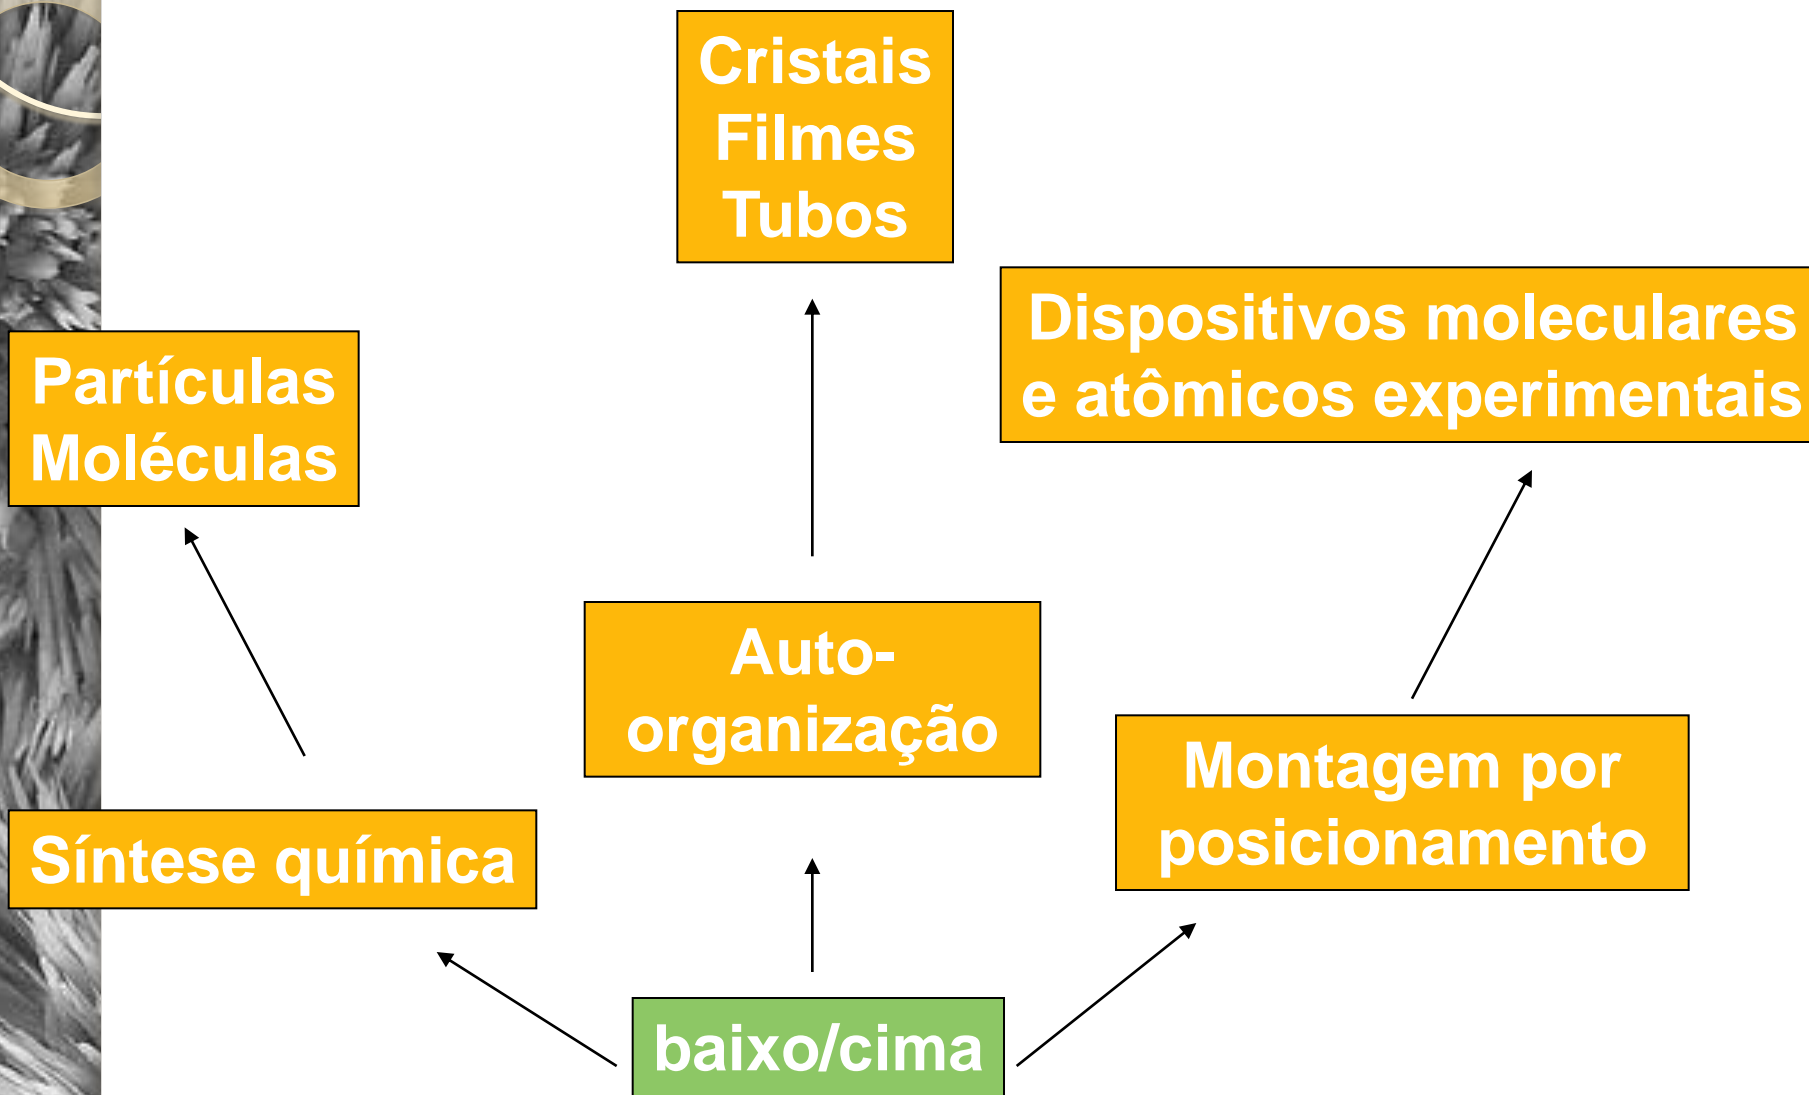 Cristais
Filmes
Tubos
Dispositivos moleculares
e atômicos experimentais
Partículas
Moléculas
Auto-
organização
Montagem por
posicionamento
Síntese química
baixo/cima